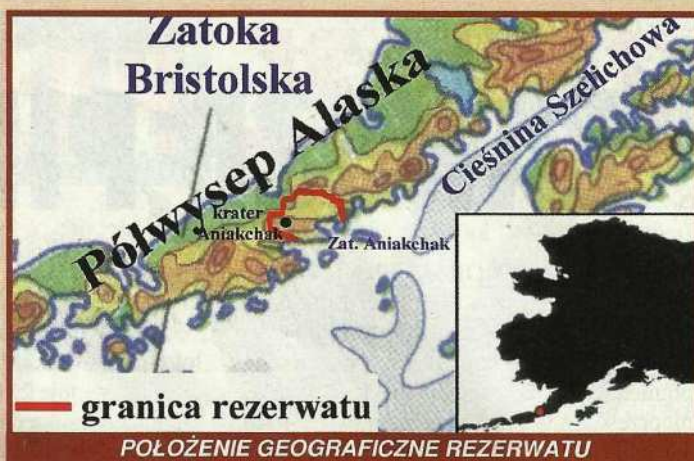 Zatoka
Bristolska
Półwysep Alaska
Cieśnina Szelichowa
krater
Aniakchak
Zat. Aniakchak
granica rezerwatu
POŁOŻENIE GEOGRAFICZNE REZERWATU